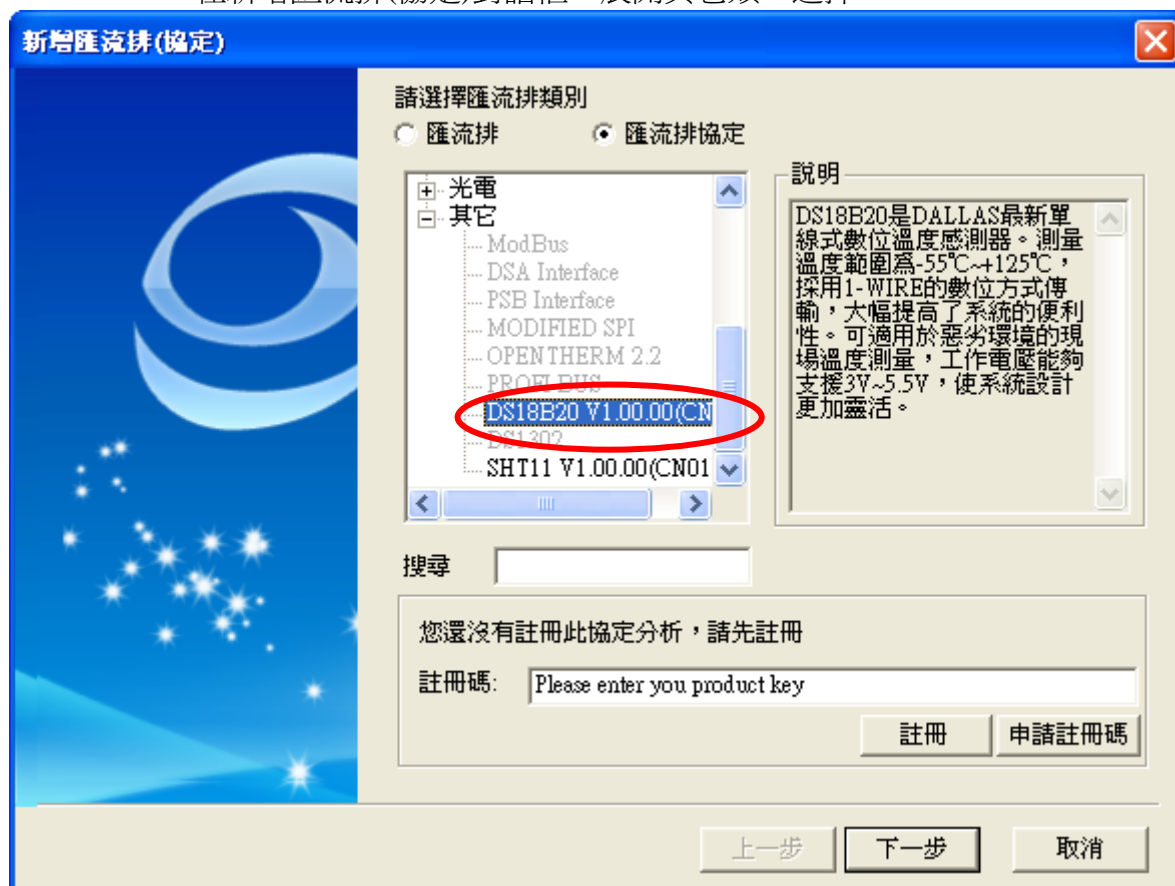 新增匯流排(協定)
請選擇匯流排類別
匯流排
匯流排協定
光電
其它
ModBus
DSA Interface
PSB Interface
MODIFIED SPI
OPENTHERM 2.2
PROFI BUS
DS18B20 V1.00.00(CN
DS1302
SHT11 V1.00.00(CN01
說明
DS18B20是DALLAS最新單
線式數位溫度感測器。測量
溫度範圍爲-55℃~+125℃，
採用1-WIRE的數位方式傳
輸，大幅提高了系統的便利
性。可適用於惡劣環境的現
場溫度測量，工作電壓能夠
支援3V~5.5V，使系統設計
更加靈活。
搜尋
您還沒有註冊此協定分析，請先註冊
註冊碼:
Please enter you product key
註冊
申請註冊碼
上一步
下一步
取消